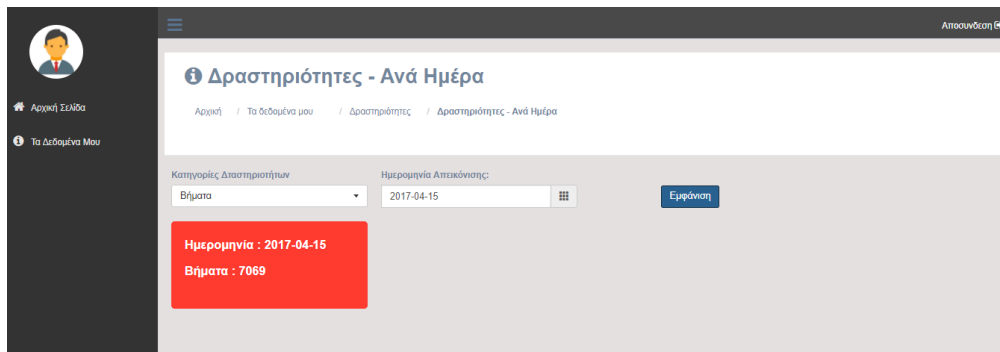 Αποσυνδεση
Δραστηριότητες - Ανά Ημέρα
Αρχική Σελίδα
Αρχική / Τα δεδομένα μου / Δραστηριότητες / Δραστηριότητες - Ανά Ημέρα
Τα Δεδομένα Μου
Κατηγορίες Δταστηριοτήτων Ημερομηνία Απεικόνισης:
Βήματα 2017-04-15 Εμφάνιση
Ημερομηνία : 2017-04-15
Βήματα : 7069